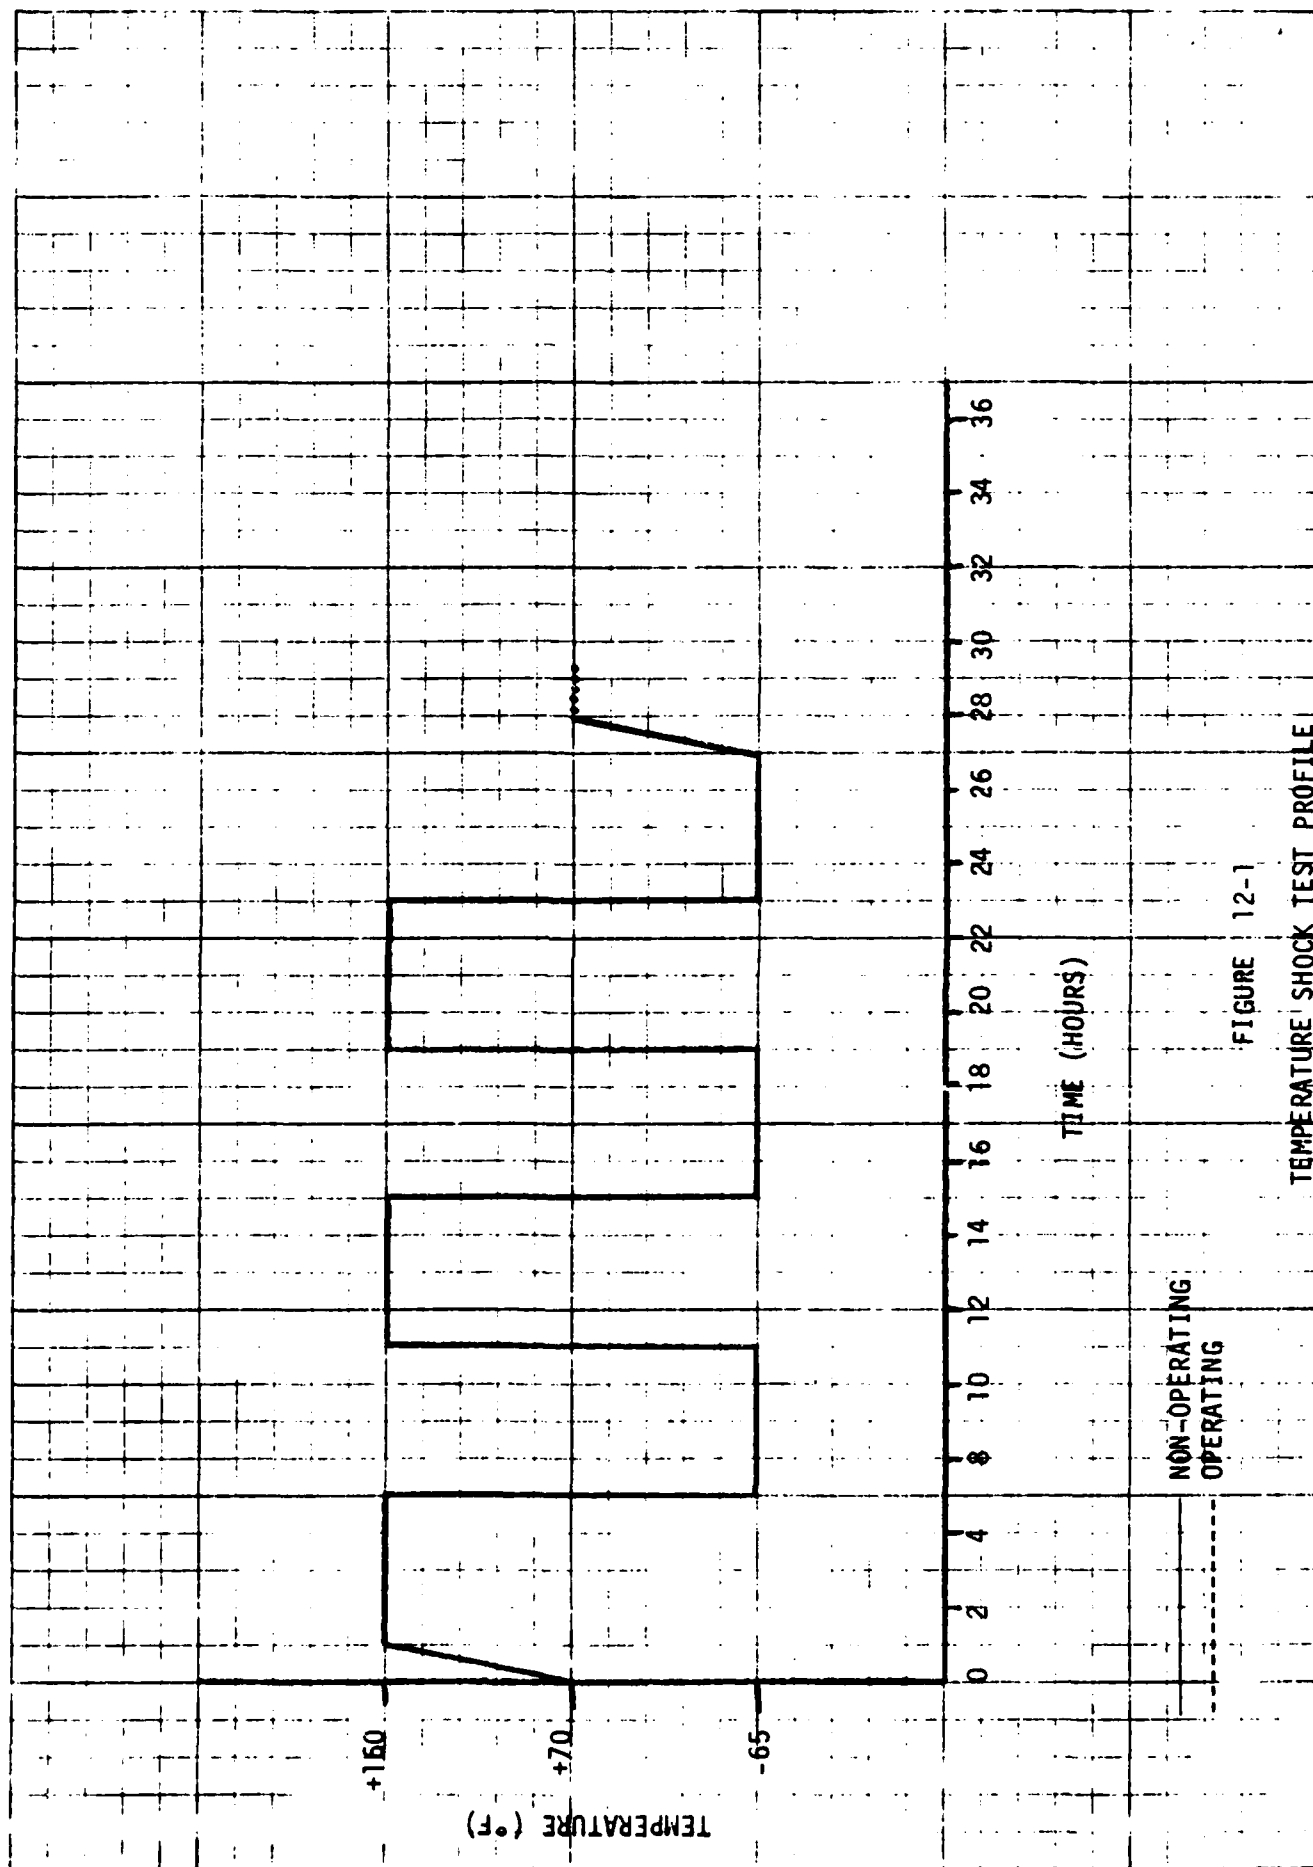 TEMPERATURE (°F)
+160
+70
-65
0 2 4 8 10 12 14 16 18 20 22 24 26 28 30 32 34 36
TIME (HOURS)
NON-OPERATING
OPERATING
FIGURE 12-1
TEMPERATURE SHOCK TEST PROFILE